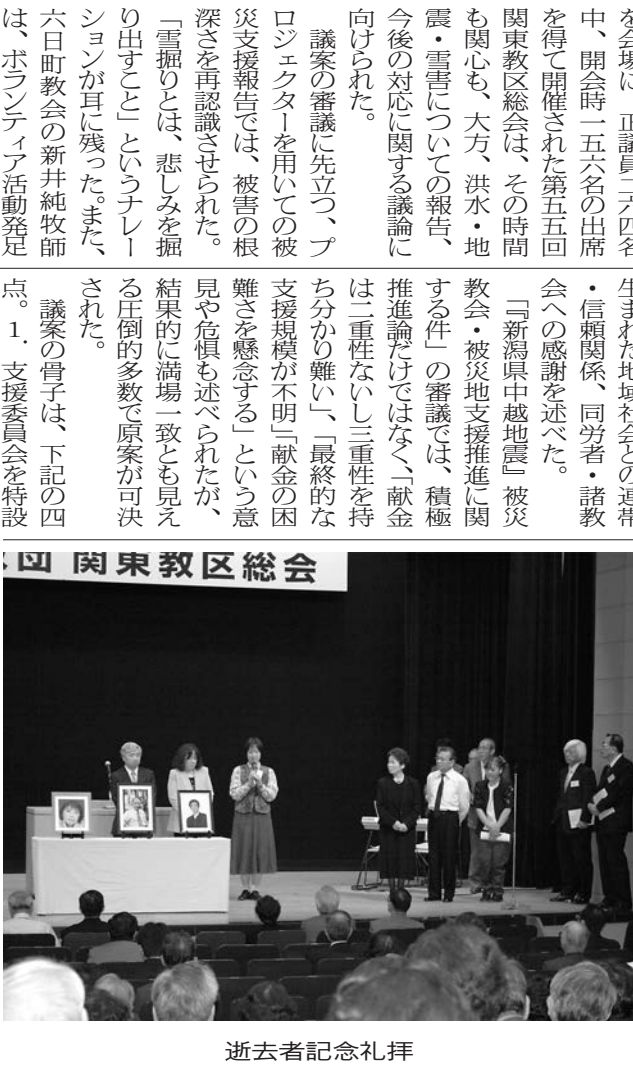 を会場に、正議員二六四名
中、開会時一五六名の出席
を得て開催された第五五回
関東教区総会は、その時間
も関心も、大方、洪水・地
震・雪害についての報告、
今後の対応に関する議論に
向けられた。
議案の審議に先立つ、プ
ロジェクターを用いての被
災支援報告では、被害の根
深さを再認識させられた。
「雪掘りとは、悲しみを掘
り出すこと」というナレー
ションが耳に残った。また、
六日町教会の新井純牧師
は、ボランティア活動発足
生まれた地域社会との連帯
・信頼関係、同労者・諸教
会への感謝を述べた。
『「新潟県中越地震』被災
教会・被災地支援推進に関
する件」の審議では、積極
推進論だけではなく、「献金
は二重性ないし三重性を持
ち分かり難い」、「最終的な
支援規模が不明」「献金の困
難さを懸念する」という意
見や危惧も述べられたが、
結果的に満場一致とも見え
る圧倒的多数で原案が可決
された。
議案の骨子は、下記の四
点。１．支援委員会を特設
団 関東教区総会
逝去者記念礼拝